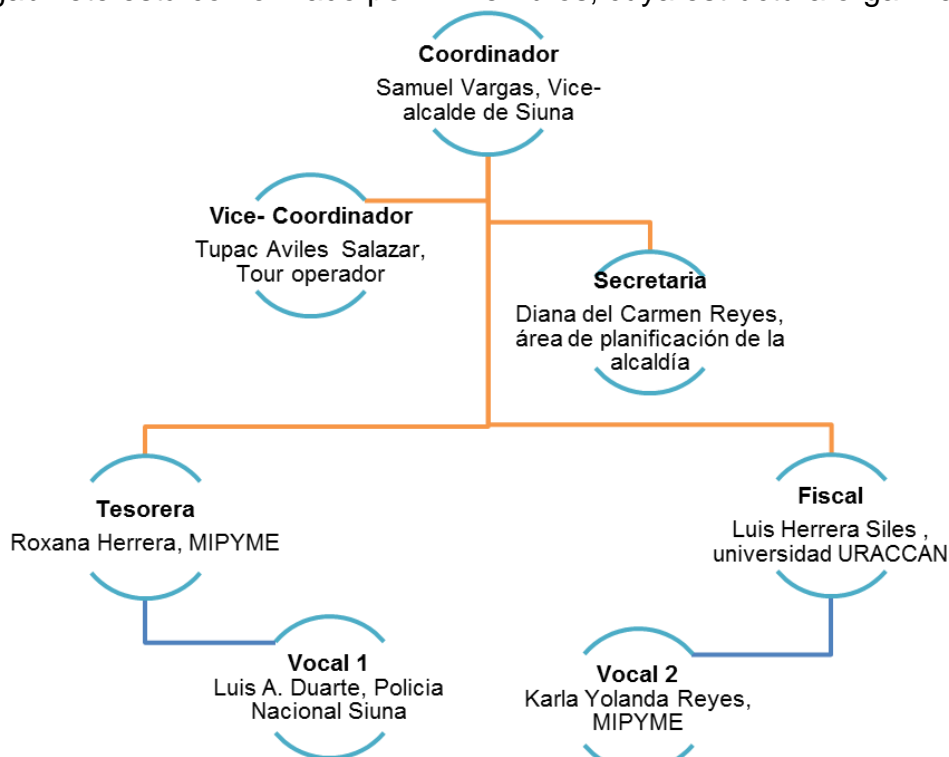 Coordinador
Samuel Vargas, Vice-
alcalde de Siuna
Vice- Coordinador
Tupac Aviles Salazar,
Tour operador
Secretaria
Diana del Carmen Reyes,
área de planificación de la
alcaldía
Tesorera
Roxana Herrera, MIPYME
Fiscal
Luis Herrera Siles ,
universidad URACCAN
Vocal 1
Luis A. Duarte, Policia
Nacional Siuna
Vocal 2
Karla Yolanda Reyes,
MIPYME